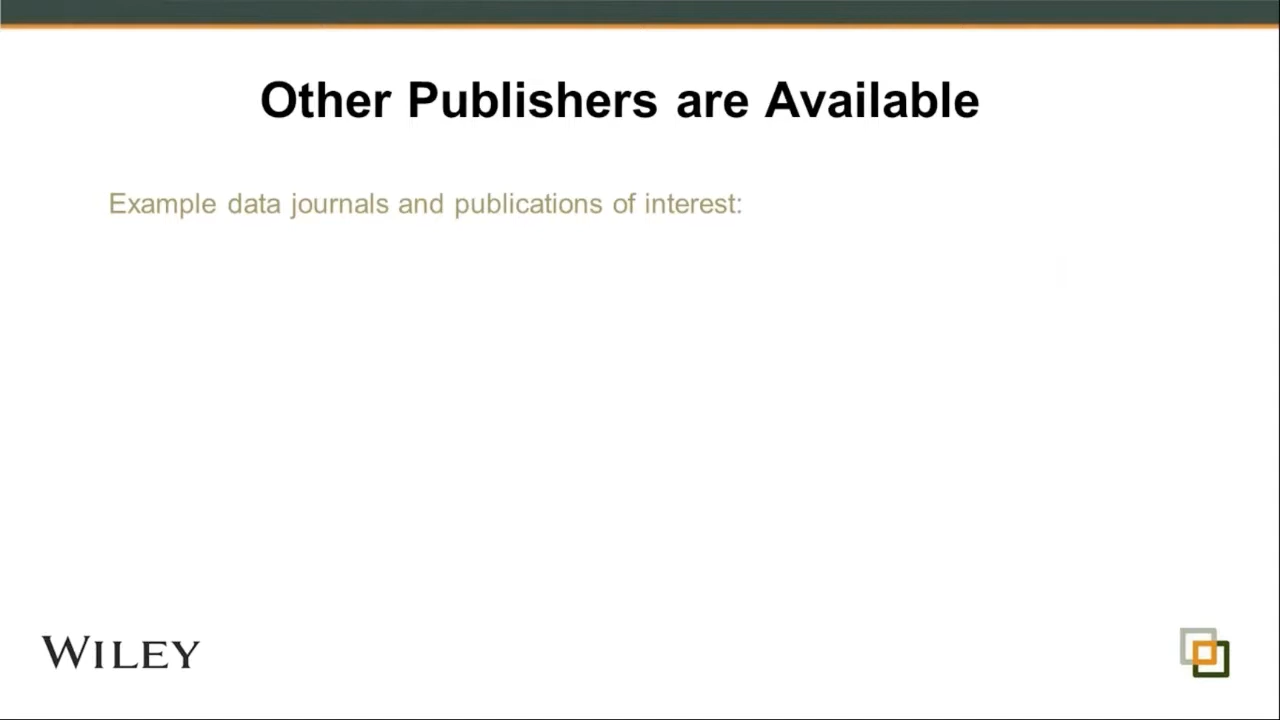 Other Publishers are Available
Example data journals and publications of interest:
WILEY